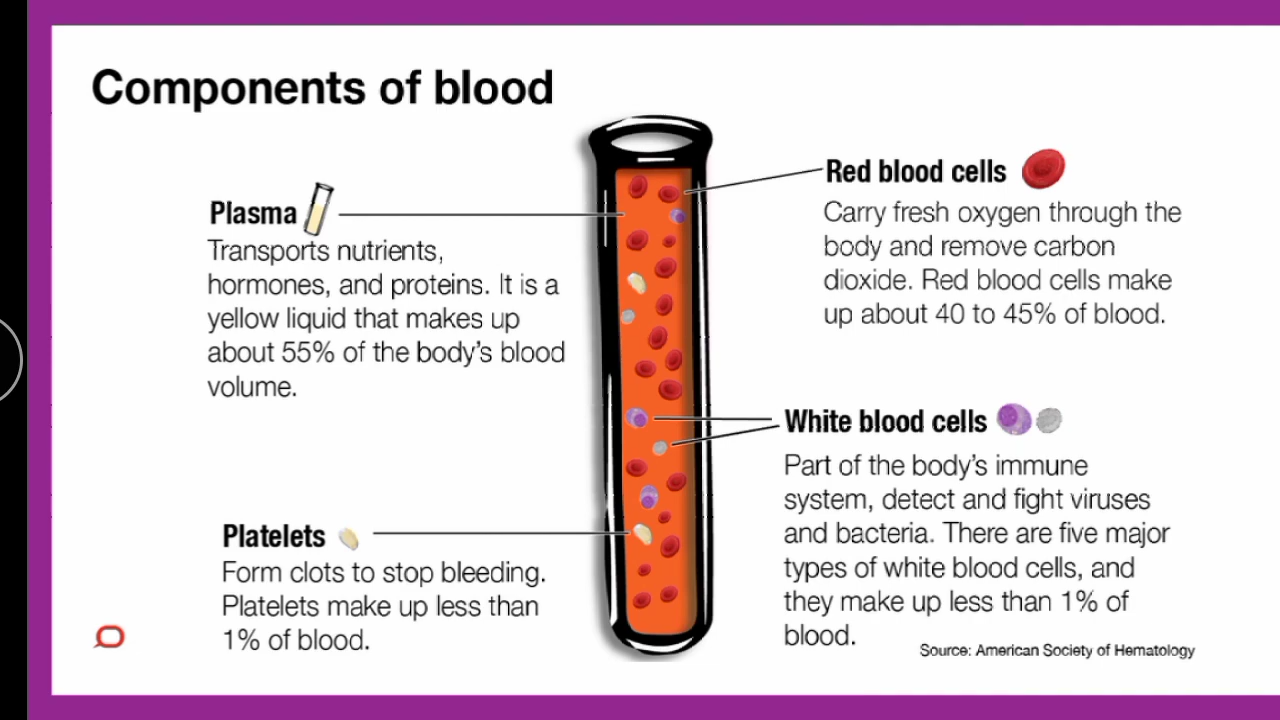 Components of blood
Plasma
Transports nutrients,
hormones, and proteins. It is a
yellow liquid that makes up
about 55% of the body's blood
volume.
Platelets
Form clots to stop bleeding.
Platelets make up less than
1% of blood.
Red blood cells
Carry fresh oxygen through the
body and remove carbon
dioxide. Red blood cells make
up about 40 to 45% of blood.
White blood cells
Part of the body's immune
system, detect and fight viruses
and bacteria. There are five major
types of white blood cells, and
they make up less than 1% of
blood.
Source: American Society of Hematology